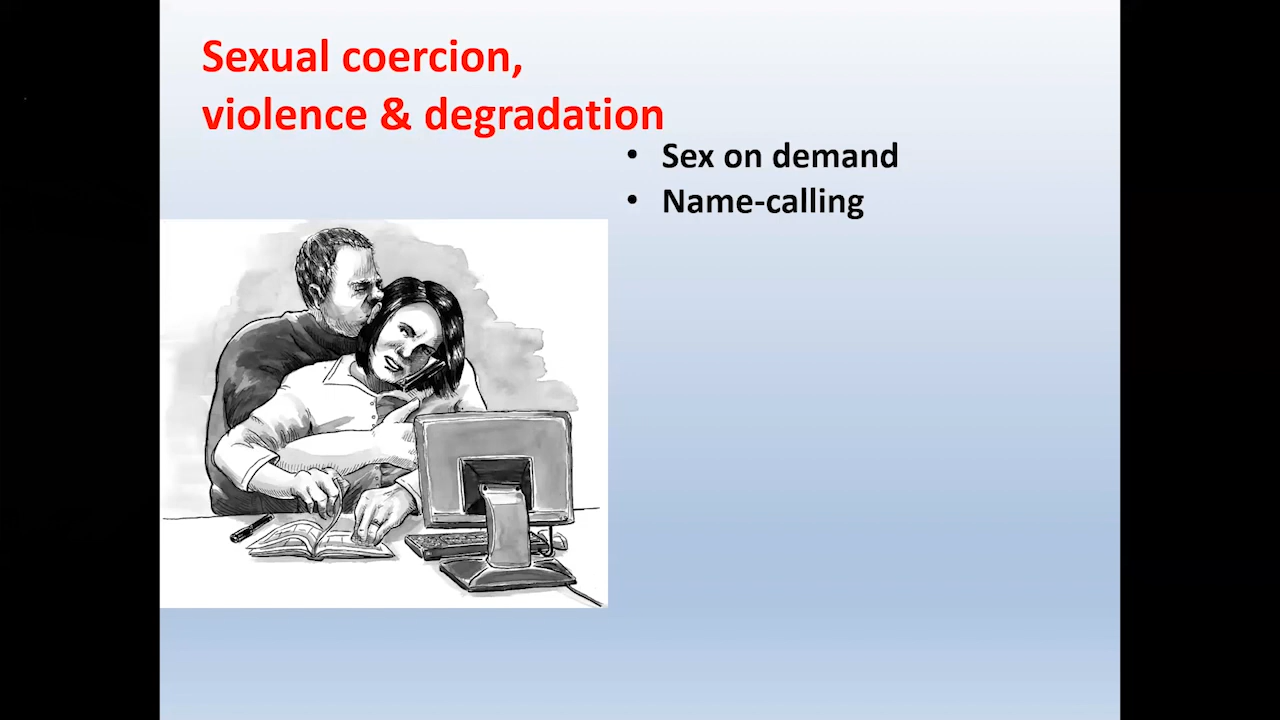 Sexual coercion,
violence & degradation
• Sex on demand
• Name-calling